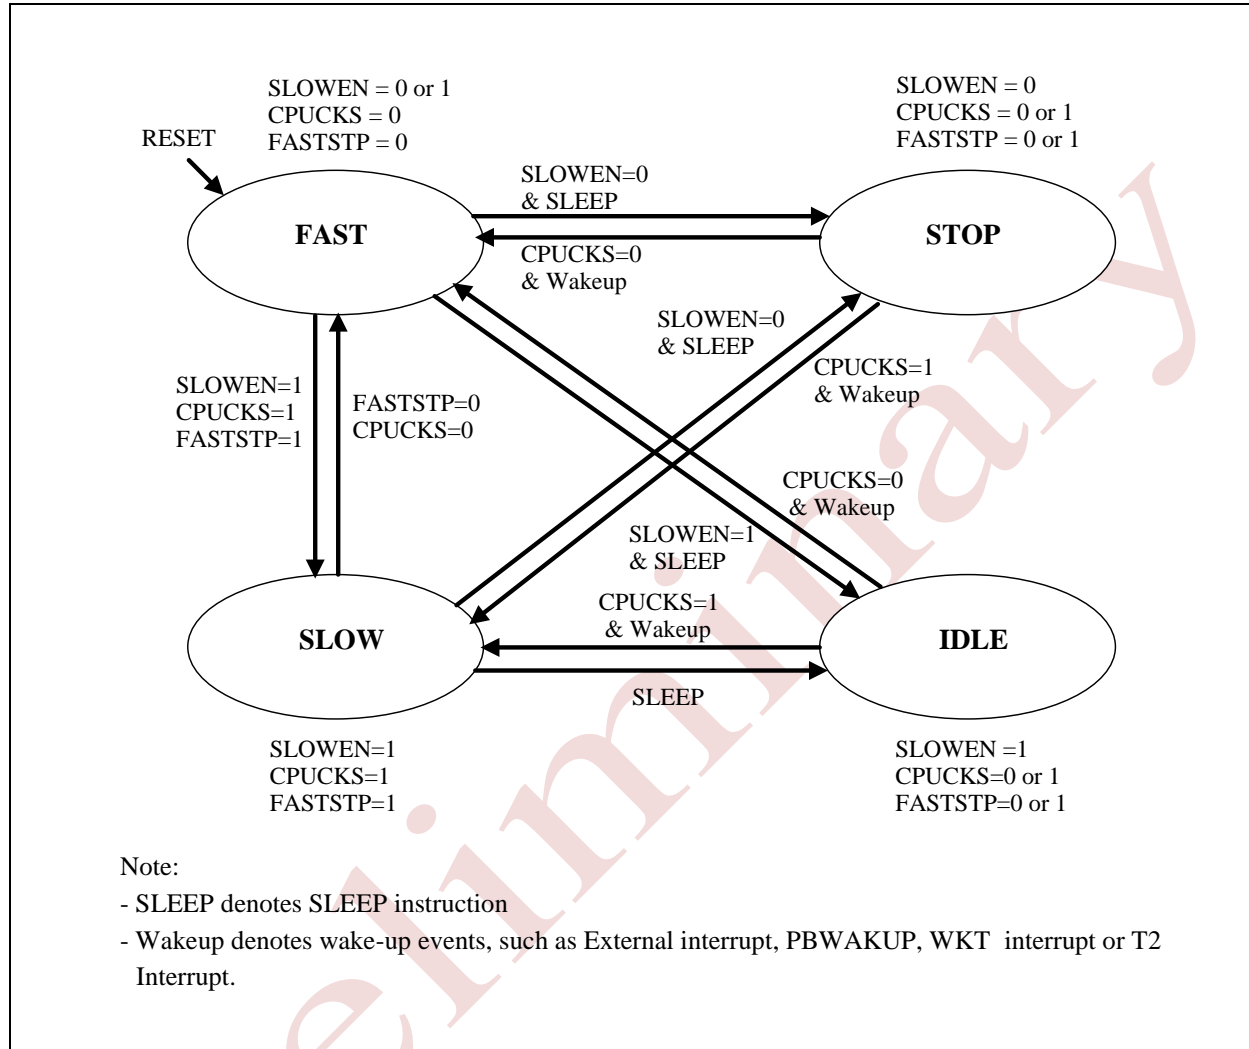 SLOWEN = 0 or 1
CPUCKS = 0
FASTSTP = 0
SLOWEN = 0
CPUCKS = 0 or 1
FASTSTP = 0 or 1
RESET
FAST
SLOWEN=0
& SLEEP
STOP
CPUCKS=0
& Wakeup
SLOWEN=0
& SLEEP
CPUCKS=1
& Wakeup
SLOWEN=1
CPUCKS=1
FASTSTP=1
FASTSTP=0
CPUCKS=0
CPUCKS=0
& Wakeup
SLOWEN=1
& SLEEP
CPUCKS=1
& Wakeup
SLOW
IDLE
SLEEP
SLOWEN=1
CPUCKS=1
FASTSTP=1
SLOWEN =1
CPUCKS=0 or 1
FASTSTP=0 or 1
Note:
- SLEEP denotes SLEEP instruction
- Wakeup denotes wake-up events, such as External interrupt, PBWAKUP, WKT interrupt or T2
Interrupt.
eliminary